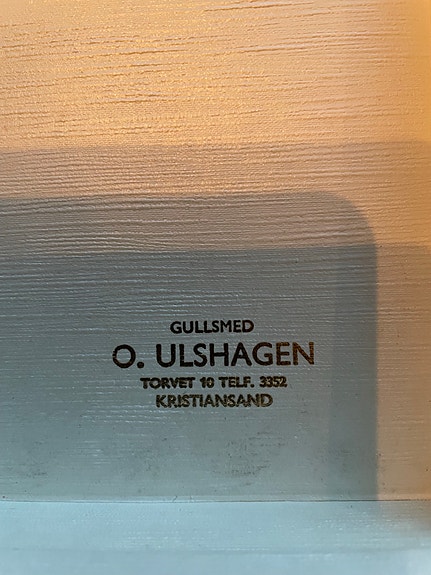 GULLSMED
O. ULSHAGEN
TORVET 10 TELF. 3352
KRISTIANSAND